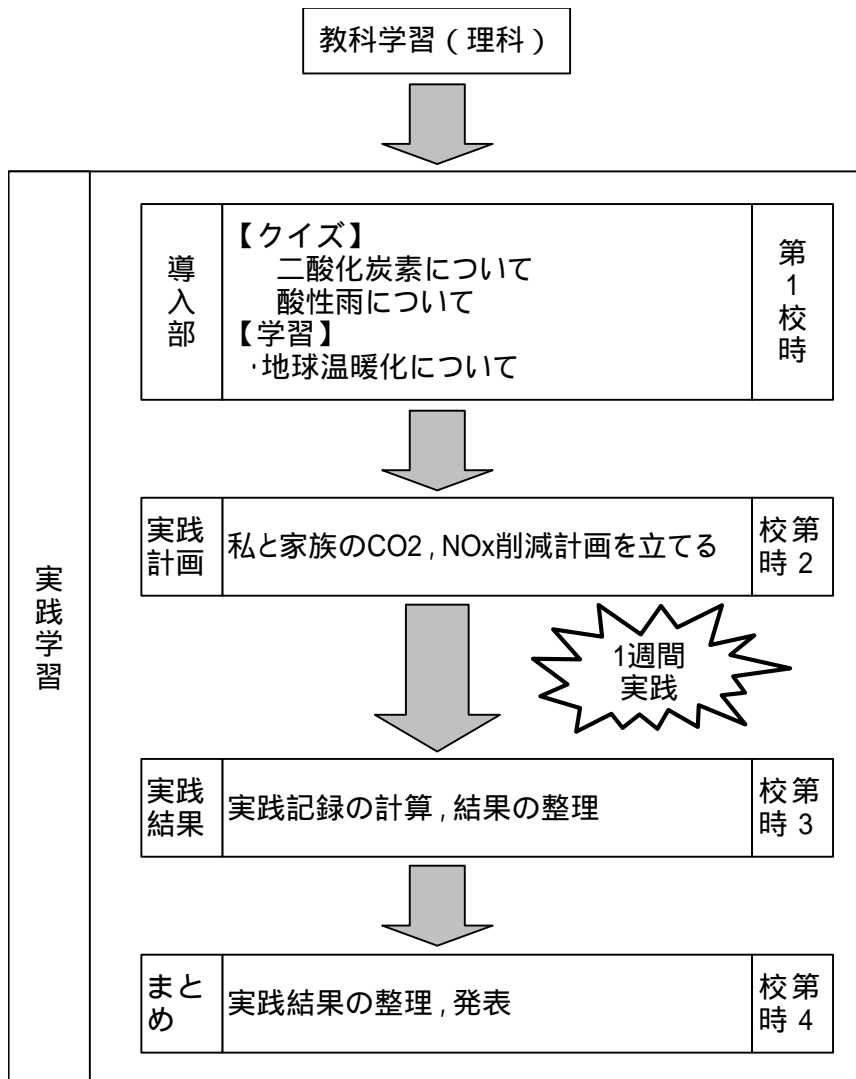 教科学習（理科）
実践学習
導入部
【クイズ】
二酸化炭素について
酸性雨について
【学習】
・地球温暖化について
第1校時
実践
計画
私と家族のCO2,NOx削減計画を立てる
第2
校時
1週間
実践
実践
結果
実践記録の計算,結果の整理
第3
校時
まと
め
実践結果の整理,発表
第4
校時